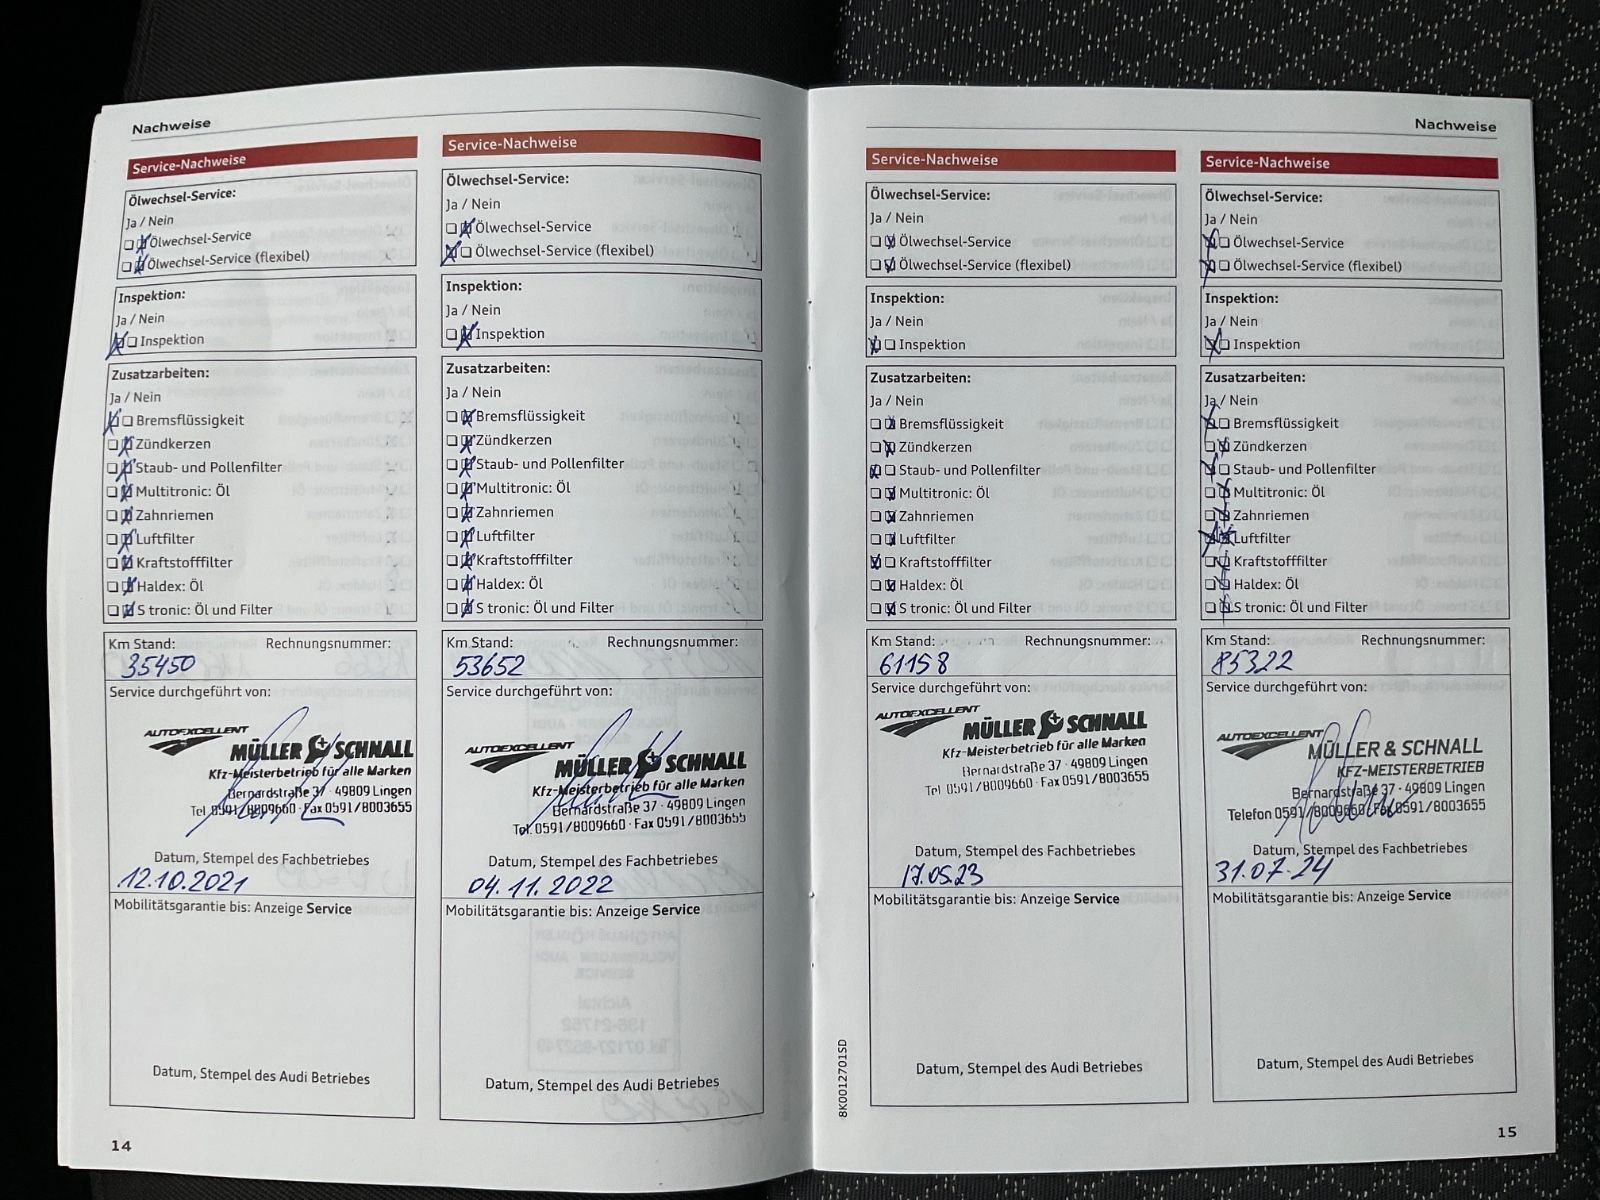 Nachweise
Service-Nachweise
Ölwechsel-Service:
Ja / Nein
Ölwechsel-Service
Ölwechsel-Service (flexibel)
Inspektion:
Ja / Nein
Inspektion
Zusatzarbeiten:
Ja / Nein
Bremsflüssigkeit
Zündkerzen
Staub- und Pollenfilter
Multitronic: Öl
Zahnriemen
Luftfilter
Kraftstofffilter
Haldex: Öl
S tronic: Öl und Filter
Km Stand: Rechnungsnummer:
35450
Service durchgeführt von:
AUTOEXCELLENT
MÜLLER SCHNALL
Kfz-Meisterbetrieb für alle Marken
Bernardstraße 37 · 49809 Lingen
Tel. 0591/8009660 · Fax 0591/8003655
Datum, Stempel des Fachbetriebes
12.10.2021
Mobilitätsgarantie bis: Anzeige Service
Datum, Stempel des Audi Betriebes
14
Service-Nachweise
Ölwechsel-Service:
Ja / Nein
Ölwechsel-Service
Ölwechsel-Service (flexibel)
Inspektion:
Ja / Nein
Inspektion
Zusatzarbeiten:
Ja / Nein
Bremsflüssigkeit
Zündkerzen
Staub- und Pollenfilter
Multitronic: Öl
Zahnriemen
Luftfilter
Kraftstofffilter
Haldex: Öl
S tronic: Öl und Filter
Km Stand: Rechnungsnummer:
53652
Service durchgeführt von:
AUTOEXCELLENT
MÜLLER SCHNALL
Kfz-Meisterbetrieb für alle Marken
Bernardstraße 37 · 49809 Lingen
Tel. 0591/8009660 · Fax 0591/8003655
Datum, Stempel des Fachbetriebes
04.11.2022
Mobilitätsgarantie bis: Anzeige Service
Datum, Stempel des Audi Betriebes
Nachweise
Service-Nachweise
Ölwechsel-Service:
Ja / Nein
Ölwechsel-Service
Ölwechsel-Service (flexibel)
Inspektion:
Ja / Nein
Inspektion
Zusatzarbeiten:
Ja / Nein
Bremsflüssigkeit
Zündkerzen
Staub- und Pollenfilter
Multitronic: Öl
Zahnriemen
Luftfilter
Kraftstofffilter
Haldex: Öl
S tronic: Öl und Filter
Km Stand: Rechnungsnummer:
61158
Service durchgeführt von:
AUTOEXCELLENT
MÜLLER SCHNALL
Kfz-Meisterbetrieb für alle Marken
Bernardstraße 37 · 49809 Lingen
Tel 0591/8009660 · Fax 0591/8003655
Datum, Stempel des Fachbetriebes
17.05.23
Mobilitätsgarantie bis: Anzeige Service
Datum, Stempel des Audi Betriebes
8K0012701SD
Service-Nachweise
Ölwechsel-Service:
Ja / Nein
Ölwechsel-Service
Ölwechsel-Service (flexibel)
Inspektion:
Ja / Nein
Inspektion
Zusatzarbeiten:
Ja / Nein
Bremsflüssigkeit
Zündkerzen
Staub- und Pollenfilter
Multitronic: Öl
Zahnriemen
Luftfilter
Kraftstofffilter
Haldex: Öl
S tronic: Öl und Filter
Km Stand: Rechnungsnummer:
85322
Service durchgeführt von:
AUTOEXCELLENT
MÜLLER & SCHNALL
KFZ-MEISTERBETRIEB
Bernardstraße 37 · 49809 Lingen
Telefon 0591/8009660 · Fax 0591/8003655
Datum, Stempel des Fachbetriebes
31.07.24
Mobilitätsgarantie bis: Anzeige Service
Datum, Stempel des Audi Betriebes
15